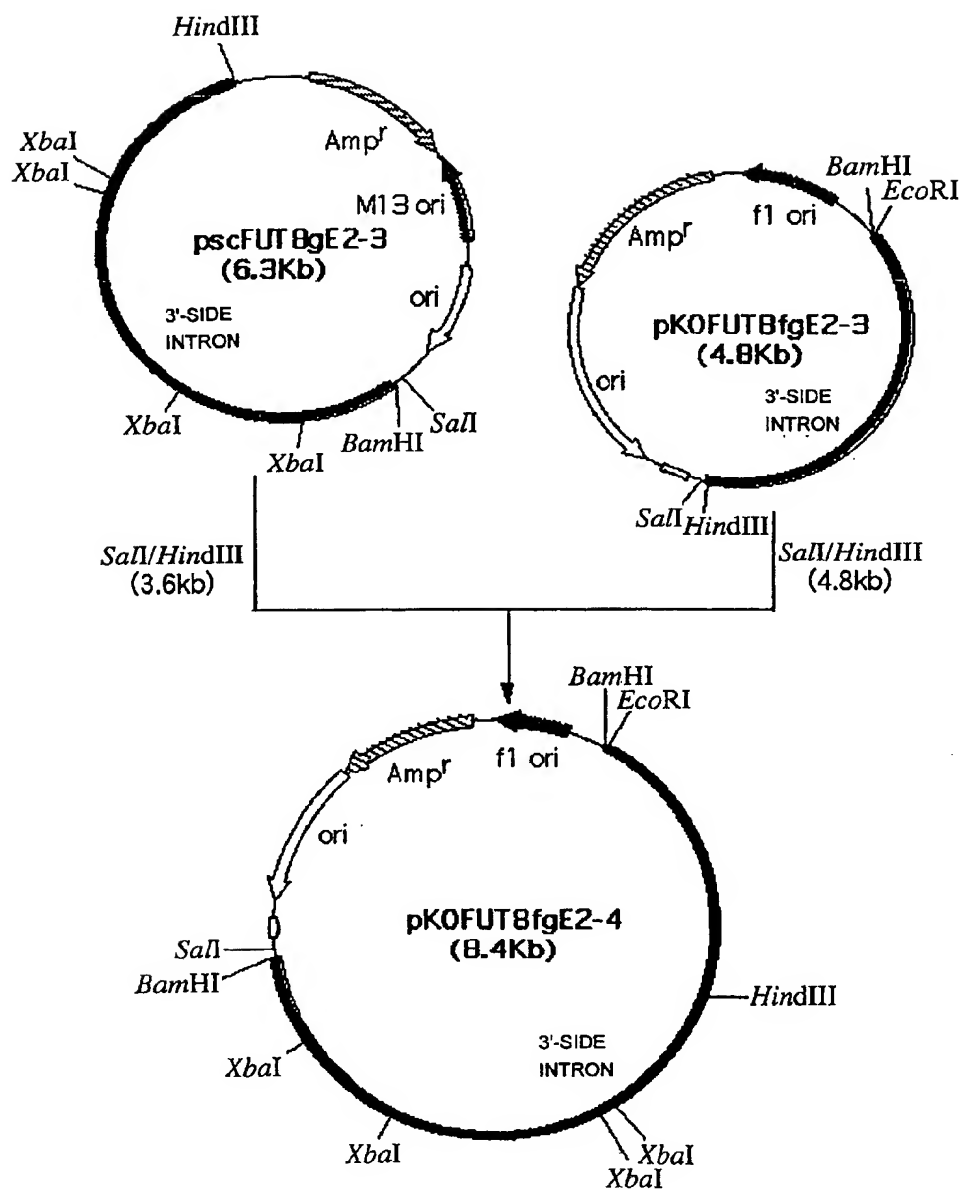 HindIII
XbaI
XbaI
Ampr
M13 ori
pscFUT8gE2-3
(6.3Kb)
ori
3'-SIDE
INTRON
XbaI
XbaI
BamHI
SalI
BamHI
EcoRI
f1 ori
Ampr
pKOFUT8fgE2-3
(4.8Kb)
ori
3'-SIDE
INTRON
SalI
HindIII
SalI/HindIII
(3.6kb)
SalI/HindIII
(4.8kb)
BamHI
EcoRI
f1 ori
Ampr
ori
pKOFUT8fgE2-4
(8.4Kb)
SalI
BamHI
HindIII
3'-SIDE
INTRON
XbaI
XbaI
XbaI
XbaI